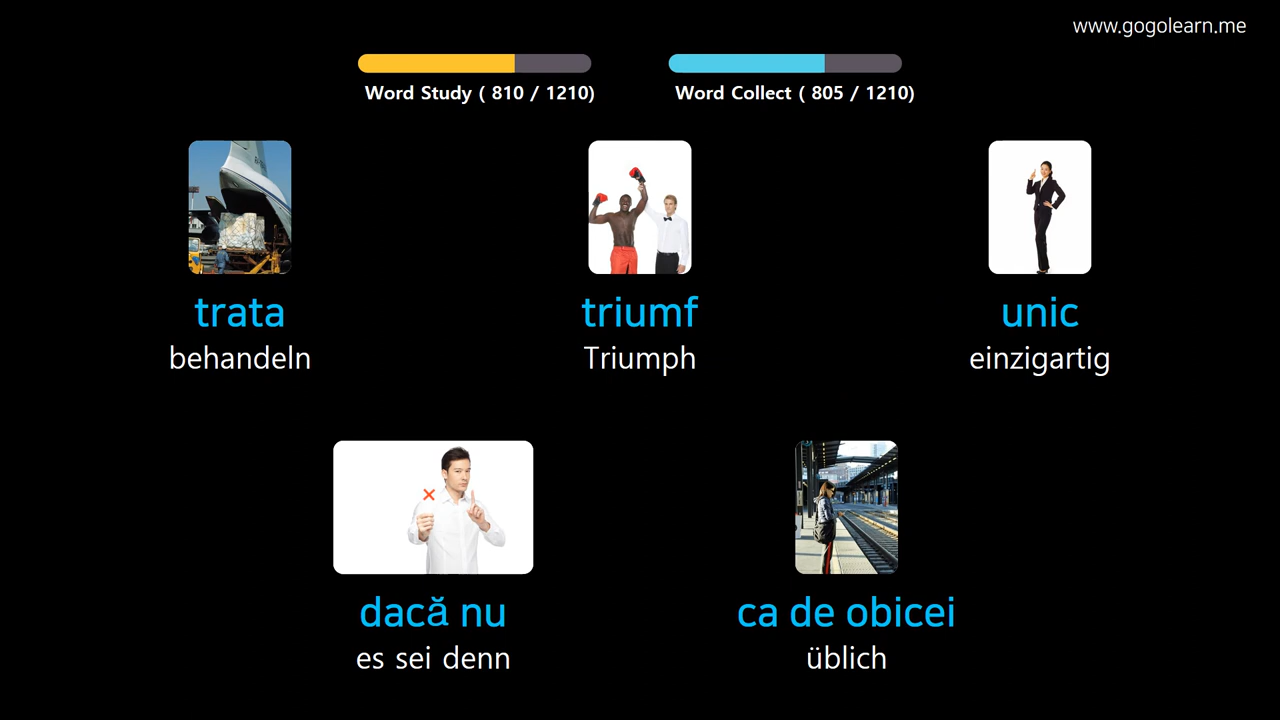 www.gogolearn.me
Word Study ( 810 / 1210)
Word Collect ( 805 / 1210)
trata
behandeln
triumf
Triumph
unic
einzigartig
dacă nu
es sei denn
ca de obicei
üblich